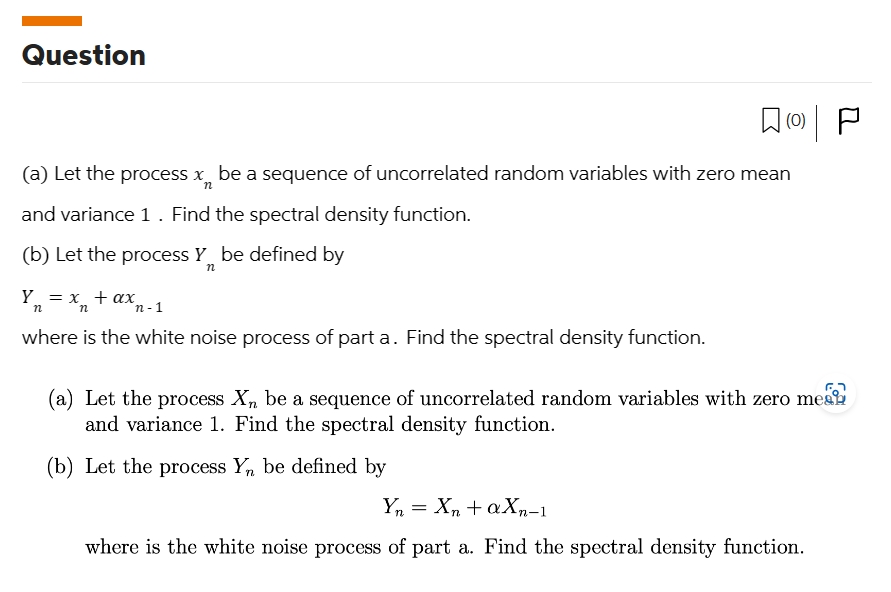 Question
(0)
(a) Let the process x_n be a sequence of uncorrelated random variables with zero mean
and variance 1 . Find the spectral density function.
(b) Let the process Y_n be defined by
Y_n = x_n + αx_{n-1}
where is the white noise process of part a. Find the spectral density function.
(a) Let the process X_n be a sequence of uncorrelated random variables with zero mean
and variance 1. Find the spectral density function.
(b) Let the process Y_n be defined by
Y_n = X_n + αX_{n−1}
where is the white noise process of part a. Find the spectral density function.